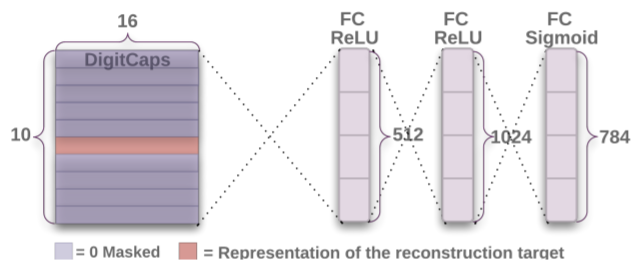 16
FC
ReLU
FC
ReLU
FC
Sigmoid
DigitCaps
10
512
1024
784
= 0 Masked
= Representation of the reconstruction target